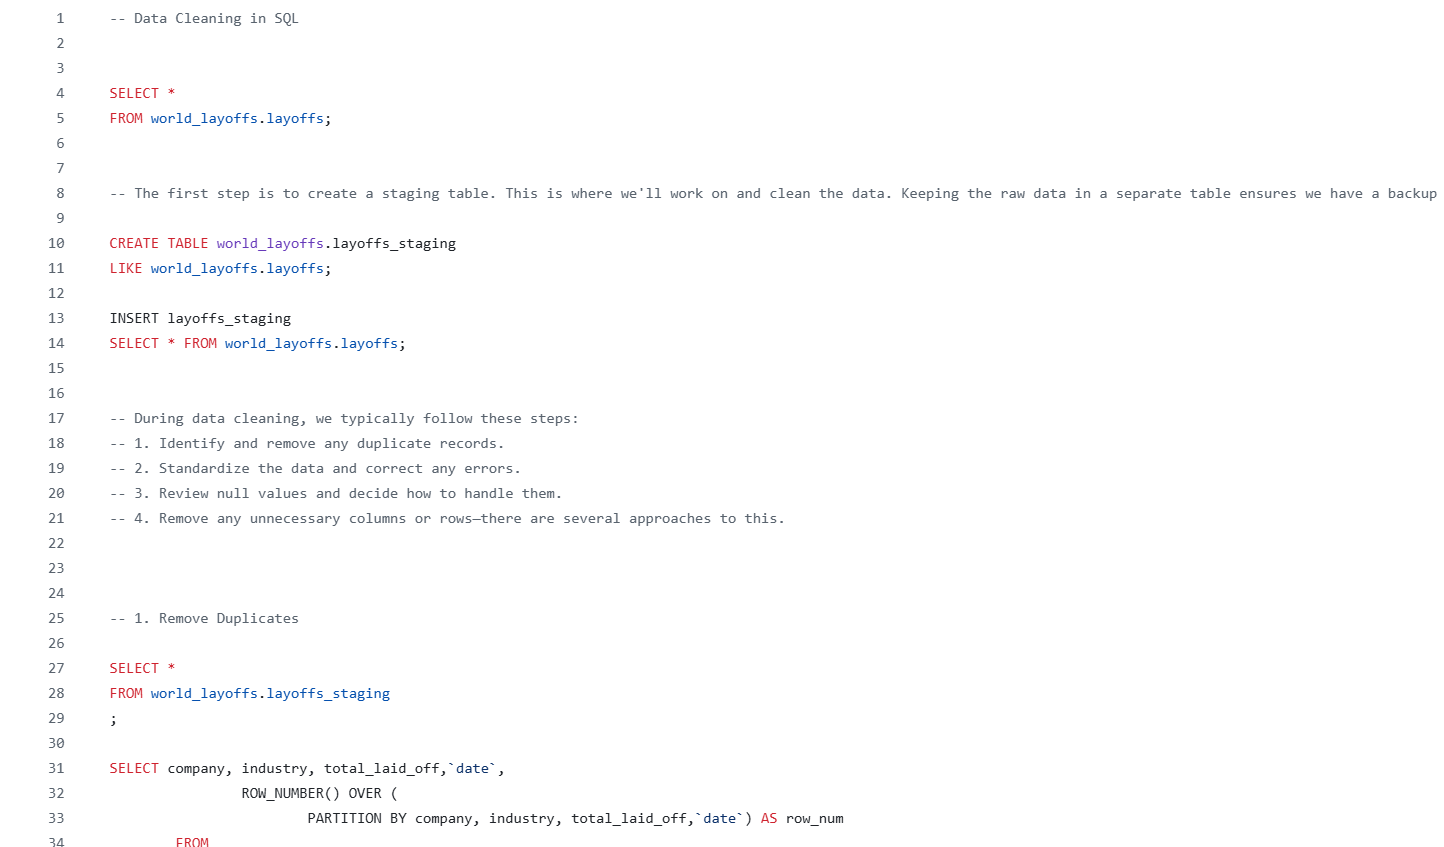 1 -- Data Cleaning in SQL
2
3
4 SELECT *
5 FROM world_layoffs.layoffs;
6
7
8 -- The first step is to create a staging table. This is where we'll work on and clean the data. Keeping the raw data in a separate table ensures we have a backup
9
10 CREATE TABLE world_layoffs.layoffs_staging
11 LIKE world_layoffs.layoffs;
12
13 INSERT layoffs_staging
14 SELECT * FROM world_layoffs.layoffs;
15
16
17 -- During data cleaning, we typically follow these steps:
18 -- 1. Identify and remove any duplicate records.
19 -- 2. Standardize the data and correct any errors.
20 -- 3. Review null values and decide how to handle them.
21 -- 4. Remove any unnecessary columns or rows—there are several approaches to this.
22
23
24
25 -- 1. Remove Duplicates
26
27 SELECT *
28 FROM world_layoffs.layoffs_staging
29 ;
30
31 SELECT company, industry, total_laid_off,`date`,
32 ROW_NUMBER() OVER (
33 PARTITION BY company, industry, total_laid_off,`date`) AS row_num
34 FROM